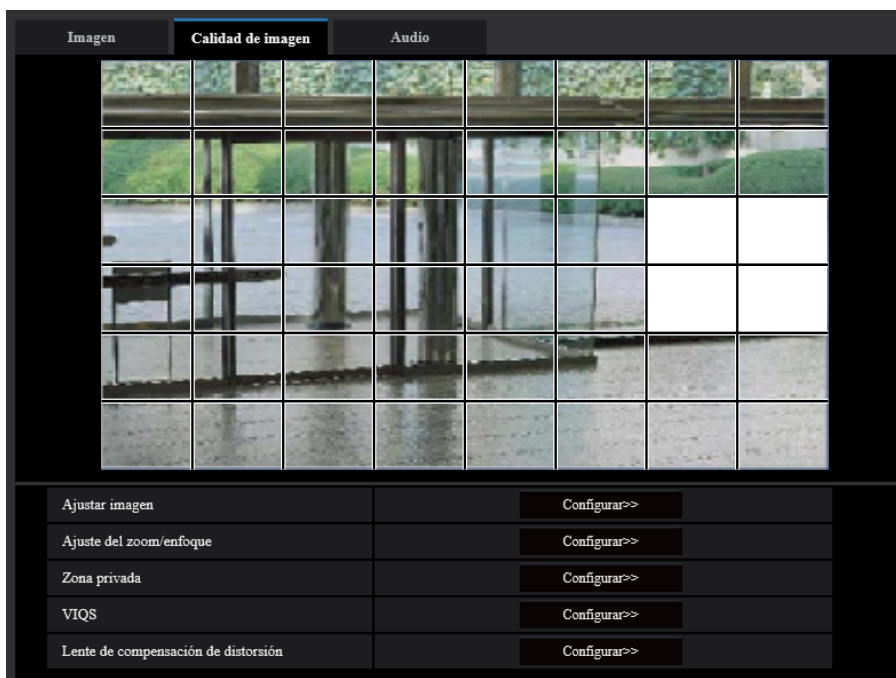 Imagen
Calidad de imagen
Audio
Ajustar imagen
Configurar>>
Ajuste del zoom/enfoque
Configurar>>
Zona privada
Configurar>>
VIQS
Configurar>>
Lente de compensación de distorsión
Configurar>>